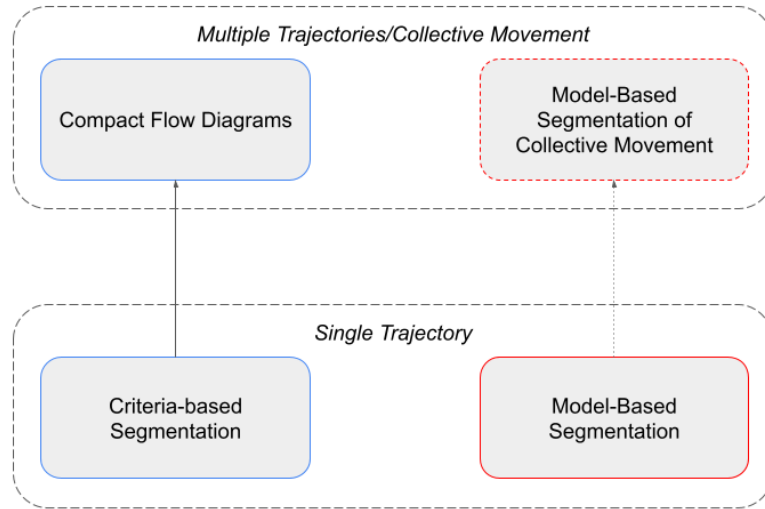 Multiple Trajectories/Collective Movement
Compact Flow Diagrams
Model-Based
Segmentation of
Collective Movement
Single Trajectory
Criteria-based
Segmentation
Model-Based
Segmentation